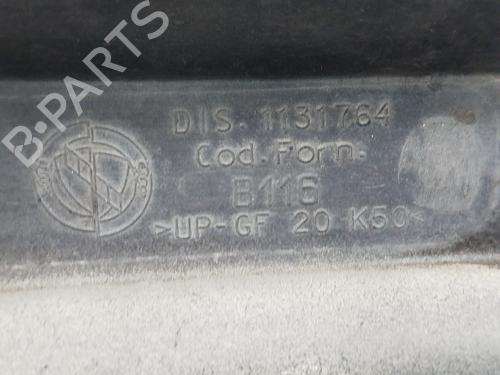 B-PARTS
DIS. 1131764
Cod. Forn.
B116
>UP-GF 20 K50<